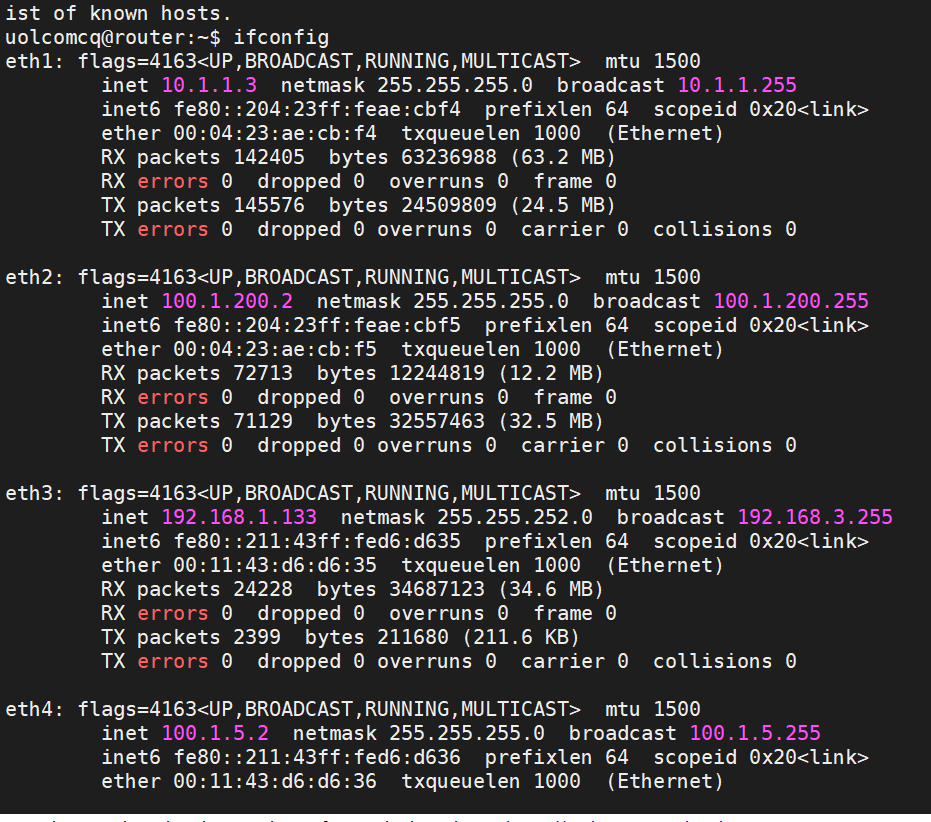 ist of known hosts.
uolcomcq@router:~$ ifconfig
eth1: flags=4163<UP,BROADCAST,RUNNING,MULTICAST>  mtu 1500
        inet 10.1.1.3  netmask 255.255.255.0  broadcast 10.1.1.255
        inet6 fe80::204:23ff:feae:cbf4  prefixlen 64  scopeid 0x20<link>
        ether 00:04:23:ae:cb:f4  txqueuelen 1000  (Ethernet)
        RX packets 142405  bytes 63236988 (63.2 MB)
        RX errors 0  dropped 0  overruns 0  frame 0
        TX packets 145576  bytes 24509809 (24.5 MB)
        TX errors 0  dropped 0 overruns 0  carrier 0  collisions 0

eth2: flags=4163<UP,BROADCAST,RUNNING,MULTICAST>  mtu 1500
        inet 100.1.200.2  netmask 255.255.255.0  broadcast 100.1.200.255
        inet6 fe80::204:23ff:feae:cbf5  prefixlen 64  scopeid 0x20<link>
        ether 00:04:23:ae:cb:f5  txqueuelen 1000  (Ethernet)
        RX packets 72713  bytes 12244819 (12.2 MB)
        RX errors 0  dropped 0  overruns 0  frame 0
        TX packets 71129  bytes 32557463 (32.5 MB)
        TX errors 0  dropped 0 overruns 0  carrier 0  collisions 0

eth3: flags=4163<UP,BROADCAST,RUNNING,MULTICAST>  mtu 1500
        inet 192.168.1.133  netmask 255.255.252.0  broadcast 192.168.3.255
        inet6 fe80::211:43ff:fed6:d635  prefixlen 64  scopeid 0x20<link>
        ether 00:11:43:d6:d6:35  txqueuelen 1000  (Ethernet)
        RX packets 24228  bytes 34687123 (34.6 MB)
        RX errors 0  dropped 0  overruns 0  frame 0
        TX packets 2399  bytes 211680 (211.6 KB)
        TX errors 0  dropped 0 overruns 0  carrier 0  collisions 0

eth4: flags=4163<UP,BROADCAST,RUNNING,MULTICAST>  mtu 1500
        inet 100.1.5.2  netmask 255.255.255.0  broadcast 100.1.5.255
        inet6 fe80::211:43ff:fed6:d636  prefixlen 64  scopeid 0x20<link>
        ether 00:11:43:d6:d6:36  txqueuelen 1000  (Ethernet)